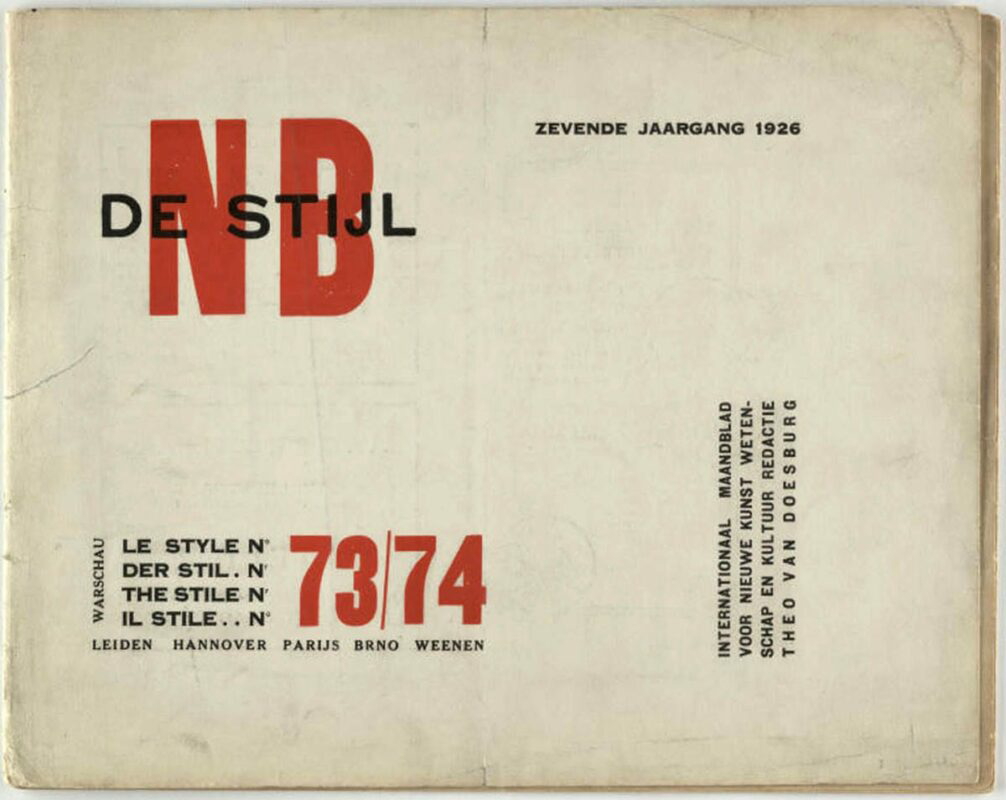 NB
DE STIJL
ZEVENDE JAARGANG 1926
INTERNATIONAAL MAANDBLAD
VOOR NIEUWE KUNST WETEN-
SCHAP EN KULTUUR REDACTIE
THEO VAN DOESBURG
WARSCHAU
LE STYLE N°
DER STIL. N'
THE STILE N'
IL STILE.. N°
73/74
LEIDEN HANNOVER PARIJS BRNO WEENEN